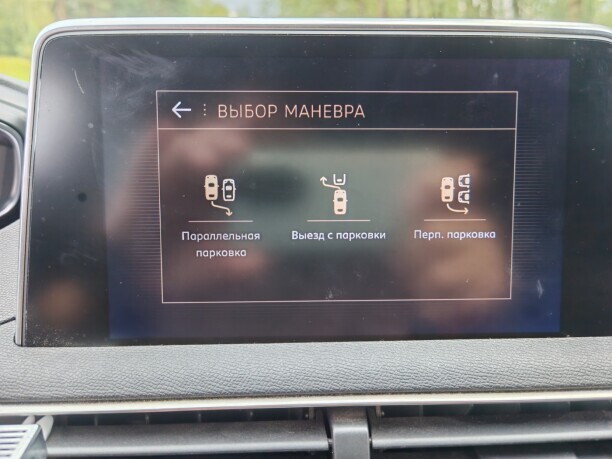 ВЫБОР МАНЕВРА
Параллельная
парковка
Выезд с парковки
Перп. парковка